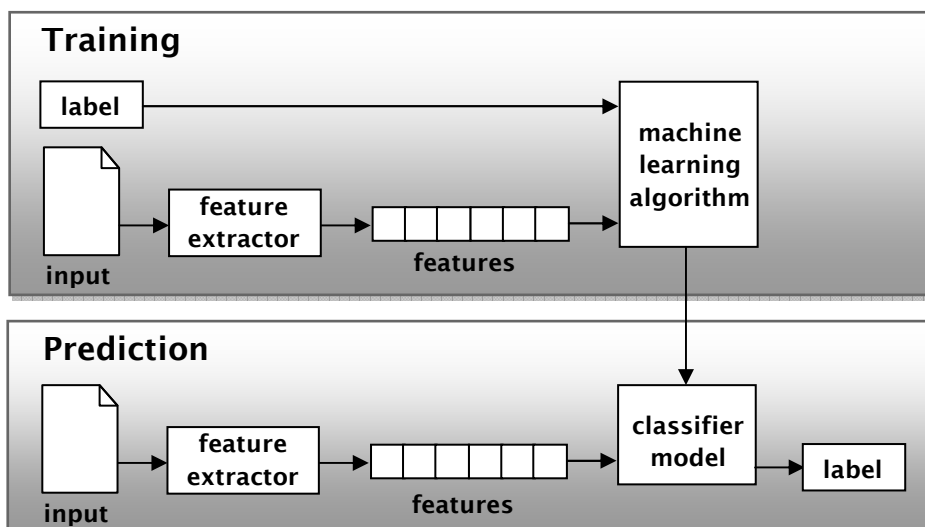 Training
label
machine
learning
algorithm
feature
extractor
features
input
Prediction
feature
extractor
classifier
model
label
features
input